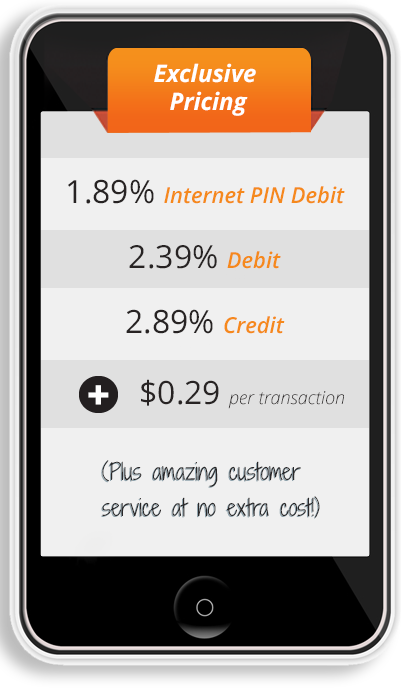 Exclusive
Pricing
1.89% Internet PIN Debit
2.39% Debit
2.89% Credit
+ $0.29 per transaction
(Plus amazing customer
service at no extra cost!)